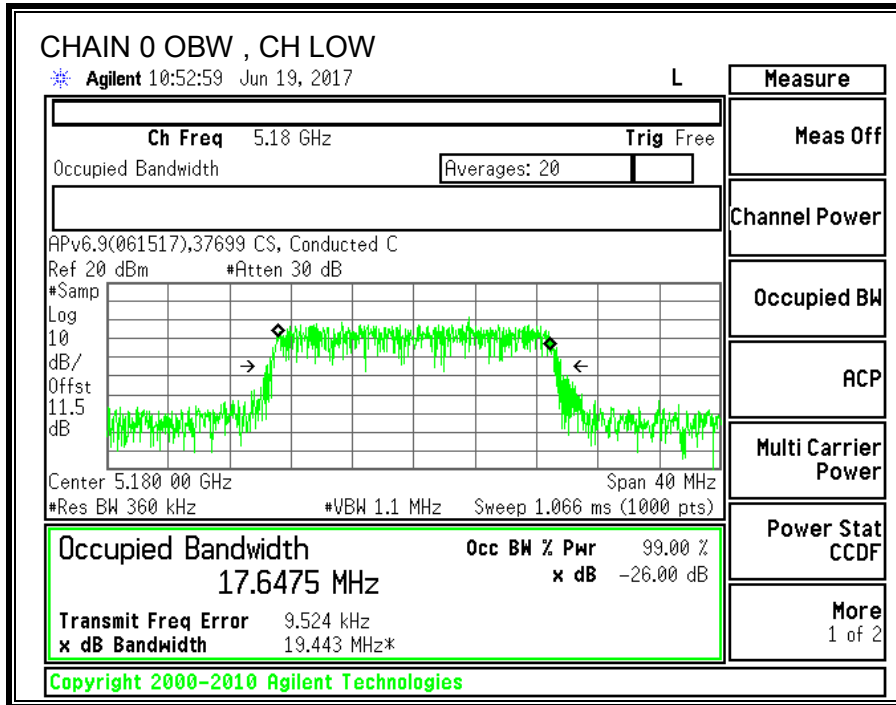 CHAIN 0 OBW , CH LOW
Agilent 10:52:59 Jun 19, 2017 L
Measure
Ch Freq 5.18 GHz Trig Free
Meas Off
Occupied Bandwidth Averages: 20
Channel Power
APv6.9(061517),37699 CS, Conducted C
Ref 20 dBm #Atten 30 dB
#Samp
Log
10
dB/
Offst
11.5
dB
Occupied BW
ACP
Center 5.180 00 GHz Span 40 MHz
#Res BW 360 kHz #VBW 1.1 MHz Sweep 1.066 ms (1000 pts)
Multi Carrier
Power
Occupied Bandwidth Occ BW % Pwr 99.00 %
17.6475 MHz x dB -26.00 dB
Power Stat
CCDF
Transmit Freq Error 9.524 kHz
x dB Bandwidth 19.443 MHz*
More
1 of 2
Copyright 2000-2010 Agilent Technologies